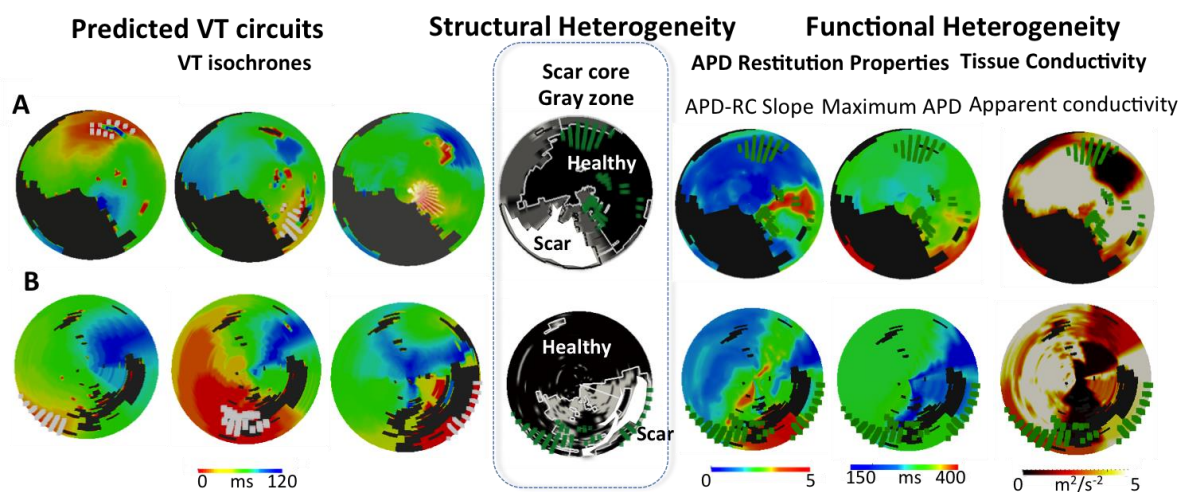 Predicted VT circuits Structural Heterogeneity Functional Heterogeneity
VT isochrones Scar core APD Restitution Properties Tissue Conductivity
Gray zone
A APD-RC Slope Maximum APD Apparent conductivity
Healthy
Scar
B
Healthy
Scar
0 ms 120 0 5 150 ms 400 0 m²/s⁻² 5